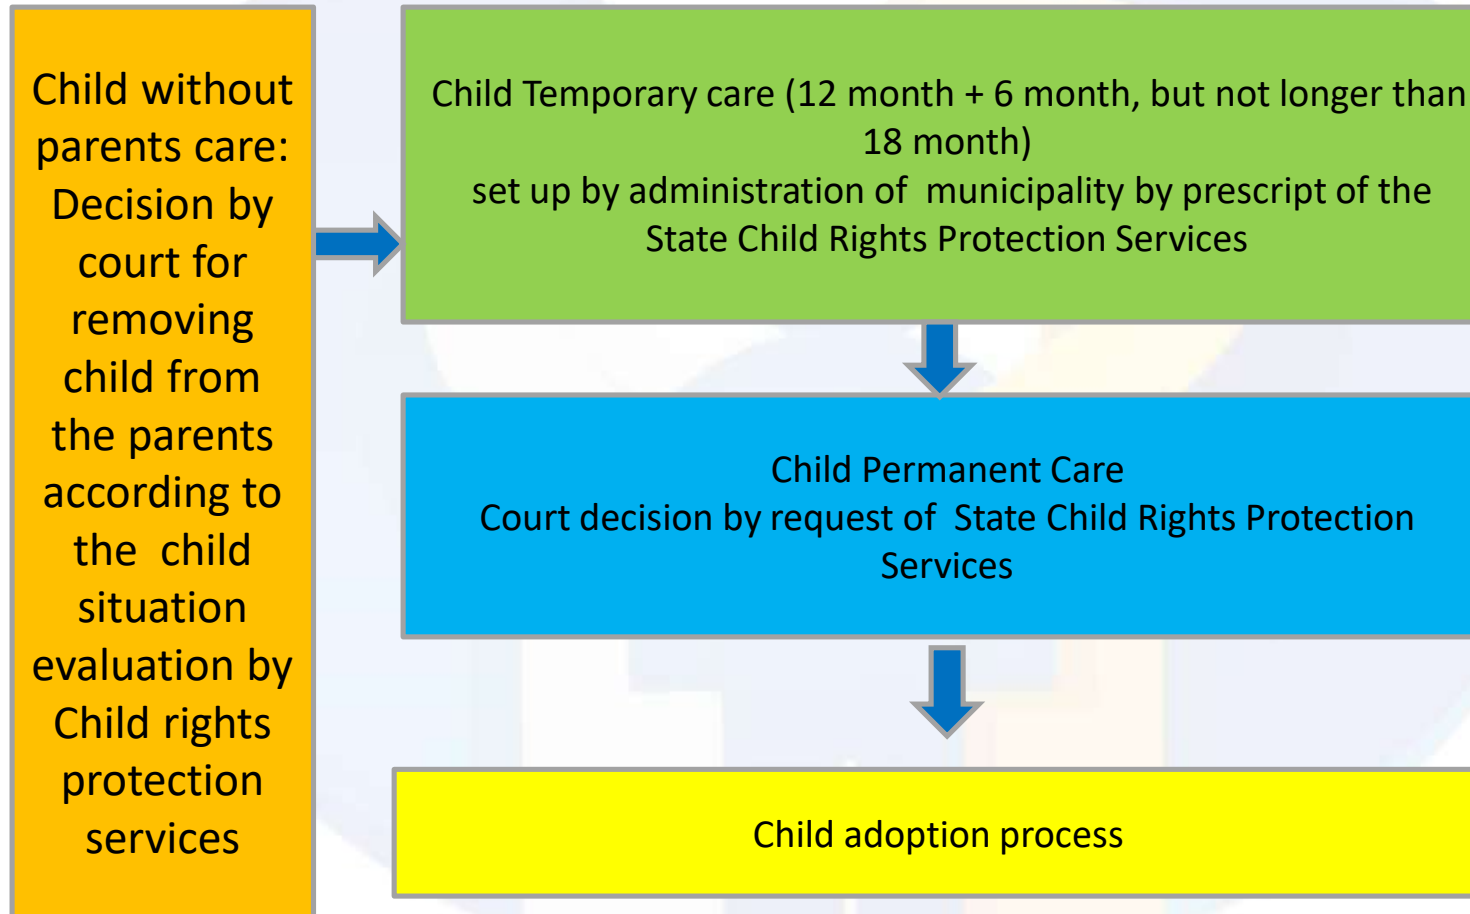 Child without
parents care:
Decision by
court for
removing
child from
the parents
according to
the child
situation
evaluation by
Child rights
protection
services
Child Temporary care (12 month + 6 month, but not longer than
18 month)
set up by administration of municipality by prescript of the
State Child Rights Protection Services
Child Permanent Care
Court decision by request of State Child Rights Protection
Services
Child adoption process